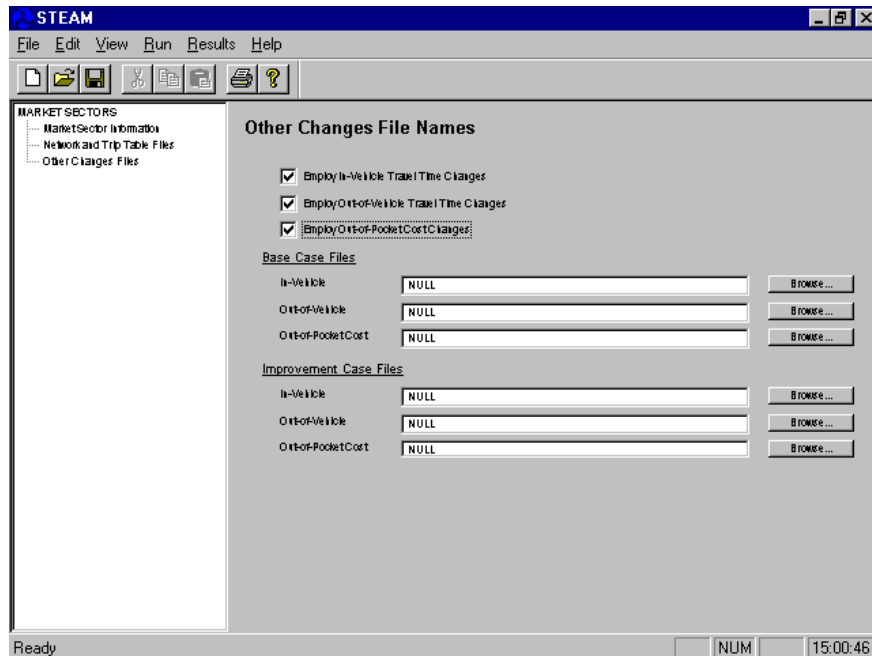 STEAM
File Edit View Run Results Help
MARKET SECTORS
Market Sector Information
Network and Trip Table Files
Other Changes Files
Other Changes File Names
Employ In-Vehicle Travel Time Changes
Employ Out-of-Vehicle Travel Time Changes
Employ Out-of-Pocket Cost Changes
Base Case Files
In-Vehicle NULL Browse...
Out-of-Vehicle NULL Browse...
Out-of-Pocket Cost NULL Browse...
Improvement Case Files
In-Vehicle NULL Browse...
Out-of-Vehicle NULL Browse...
Out-of-Pocket Cost NULL Browse...
Ready NUM 15:00:46